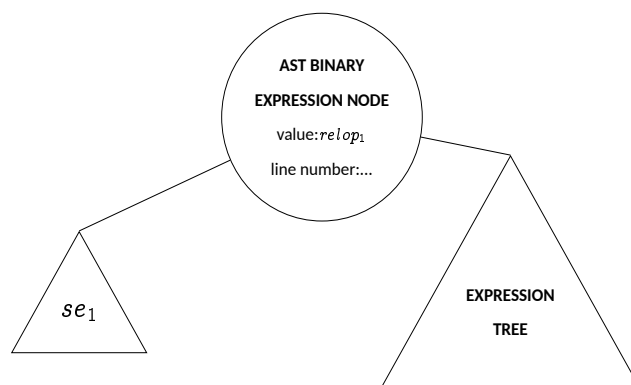 AST BINARY
EXPRESSION NODE
value:relop₁
line number:...
se₁
EXPRESSION
TREE